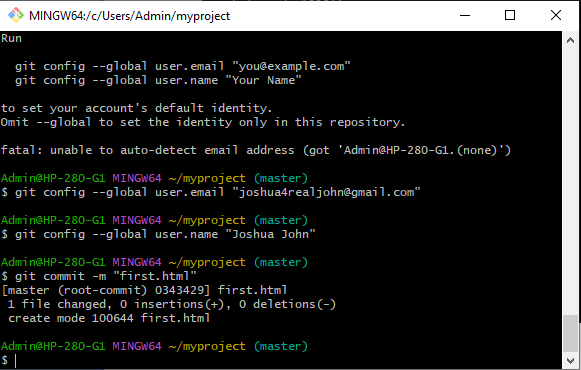 MINGW64:/c/Users/Admin/myproject
Run
git config --global user.email "you@example.com"
git config --global user.name "Your Name"
to set your account's default identity.
Omit --global to set the identity only in this repository.
fatal: unable to auto-detect email address (got 'Admin@HP-280-G1.(none)')
Admin@HP-280-G1 MINGW64 ~/myproject (master)
$ git config --global user.email "joshua4realjohn@gmail.com"
Admin@HP-280-G1 MINGW64 ~/myproject (master)
$ git config --global user.name "Joshua John"
Admin@HP-280-G1 MINGW64 ~/myproject (master)
$ git commit -m "first.html"
[master (root-commit) 0343429] first.html
1 file changed, 0 insertions(+), 0 deletions(-)
create mode 100644 first.html
Admin@HP-280-G1 MINGW64 ~/myproject (master)
$